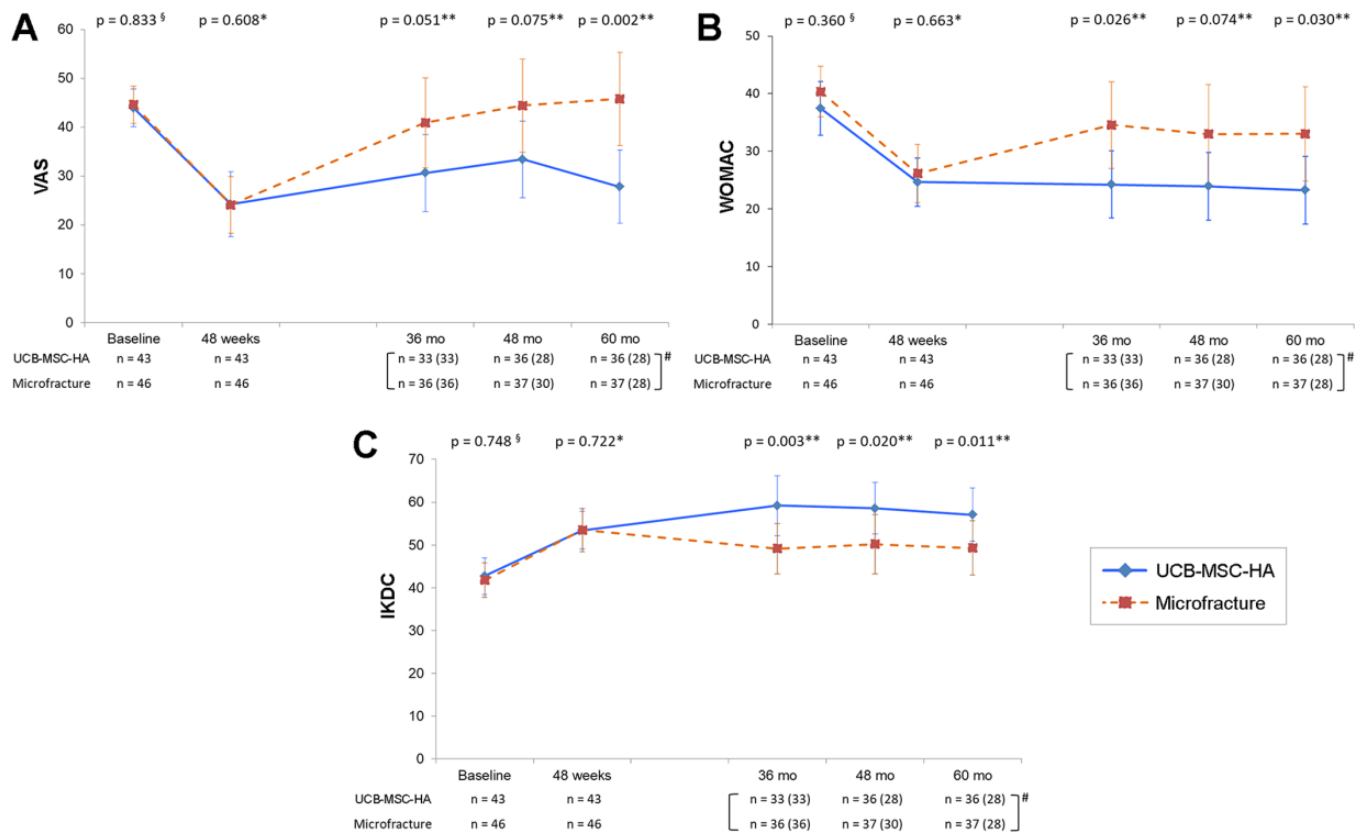 A
p = 0.833 § p = 0.608* p = 0.051** p = 0.075** p = 0.002**
VAS
60
50
40
30
20
10
0
Baseline 48 weeks 36 mo 48 mo 60 mo
UCB-MSC-HA n = 43 n = 43 n = 33 (33) n = 36 (28) n = 36 (28) #
Microfracture n = 46 n = 46 n = 36 (36) n = 37 (30) n = 37 (28)
B
p = 0.360 § p = 0.663* p = 0.026** p = 0.074** p = 0.030**
WOMAC
50
40
30
20
10
0
Baseline 48 weeks 36 mo 48 mo 60 mo
UCB-MSC-HA n = 43 n = 43 n = 33 (33) n = 36 (28) n = 36 (28) #
Microfracture n = 46 n = 46 n = 36 (36) n = 37 (30) n = 37 (28)
C
p = 0.748 § p = 0.722* p = 0.003** p = 0.020** p = 0.011**
IKDC
70
60
50
40
30
20
10
0
Baseline 48 weeks 36 mo 48 mo 60 mo
UCB-MSC-HA n = 43 n = 43 n = 33 (33) n = 36 (28) n = 36 (28) #
Microfracture n = 46 n = 46 n = 36 (36) n = 37 (30) n = 37 (28)
UCB-MSC-HA
Microfracture